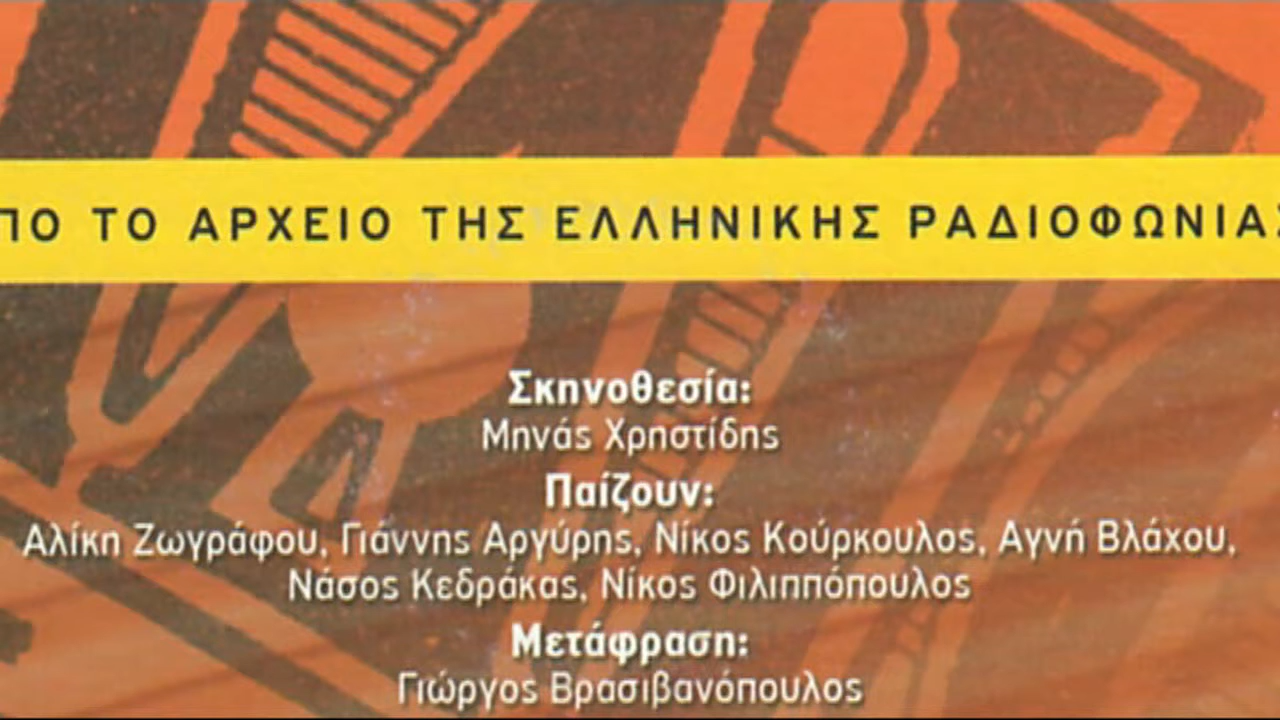 ΠΟ ΤΟ ΑΡΧΕΙΟ ΤΗΣ ΕΛΛΗΝΙΚΗΣ ΡΑΔΙΟΦΩΝΙΑΣ
Σκηνοθεσία:
Μηνάς Χρηστίδης
Παίζουν:
Αλίκη Ζωγράφου, Γιάννης Αργύρης, Νίκος Κούρκουλος, Αγνή Βλάχου,
Νάσος Κεδράκας, Νίκος Φιλιππόπουλος
Μετάφραση:
Γιώργος Βρασιβανόπουλος